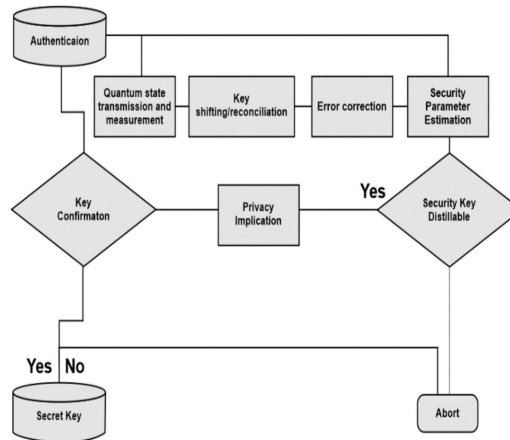 Authenticaion
Quantum state
transmission and
measurement
Key
shifting/reconciliation
Error correction
Security
Parameter
Estimation
Key
Confirmaton
Privacy
Implication
Yes
Security Key
Distillable
Yes
No
Secret Key
Abort